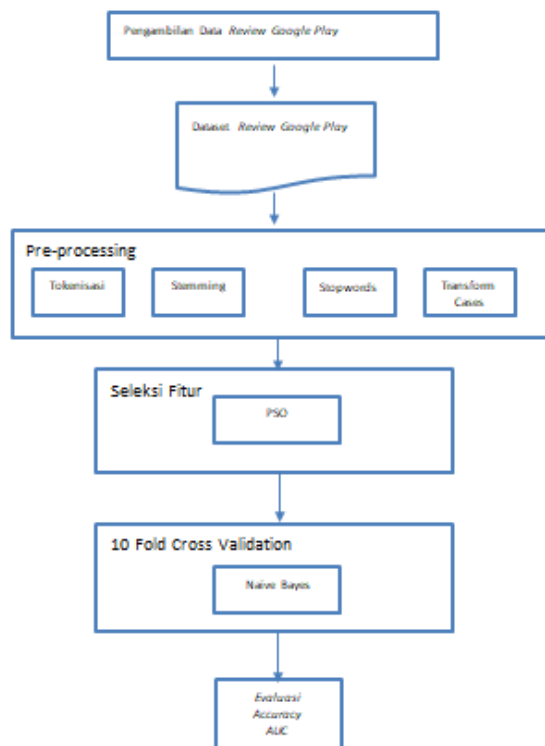 Pengambilan Data Review Google Play
Dataset Review Google Play
Pre-processing
Tokenisasi
Stemming
Stopwords
Transform
Cases
Seleksi Fitur
PSO
10 Fold Cross Validation
Naive Bayes
Evaluasi
Accuracy
AUC